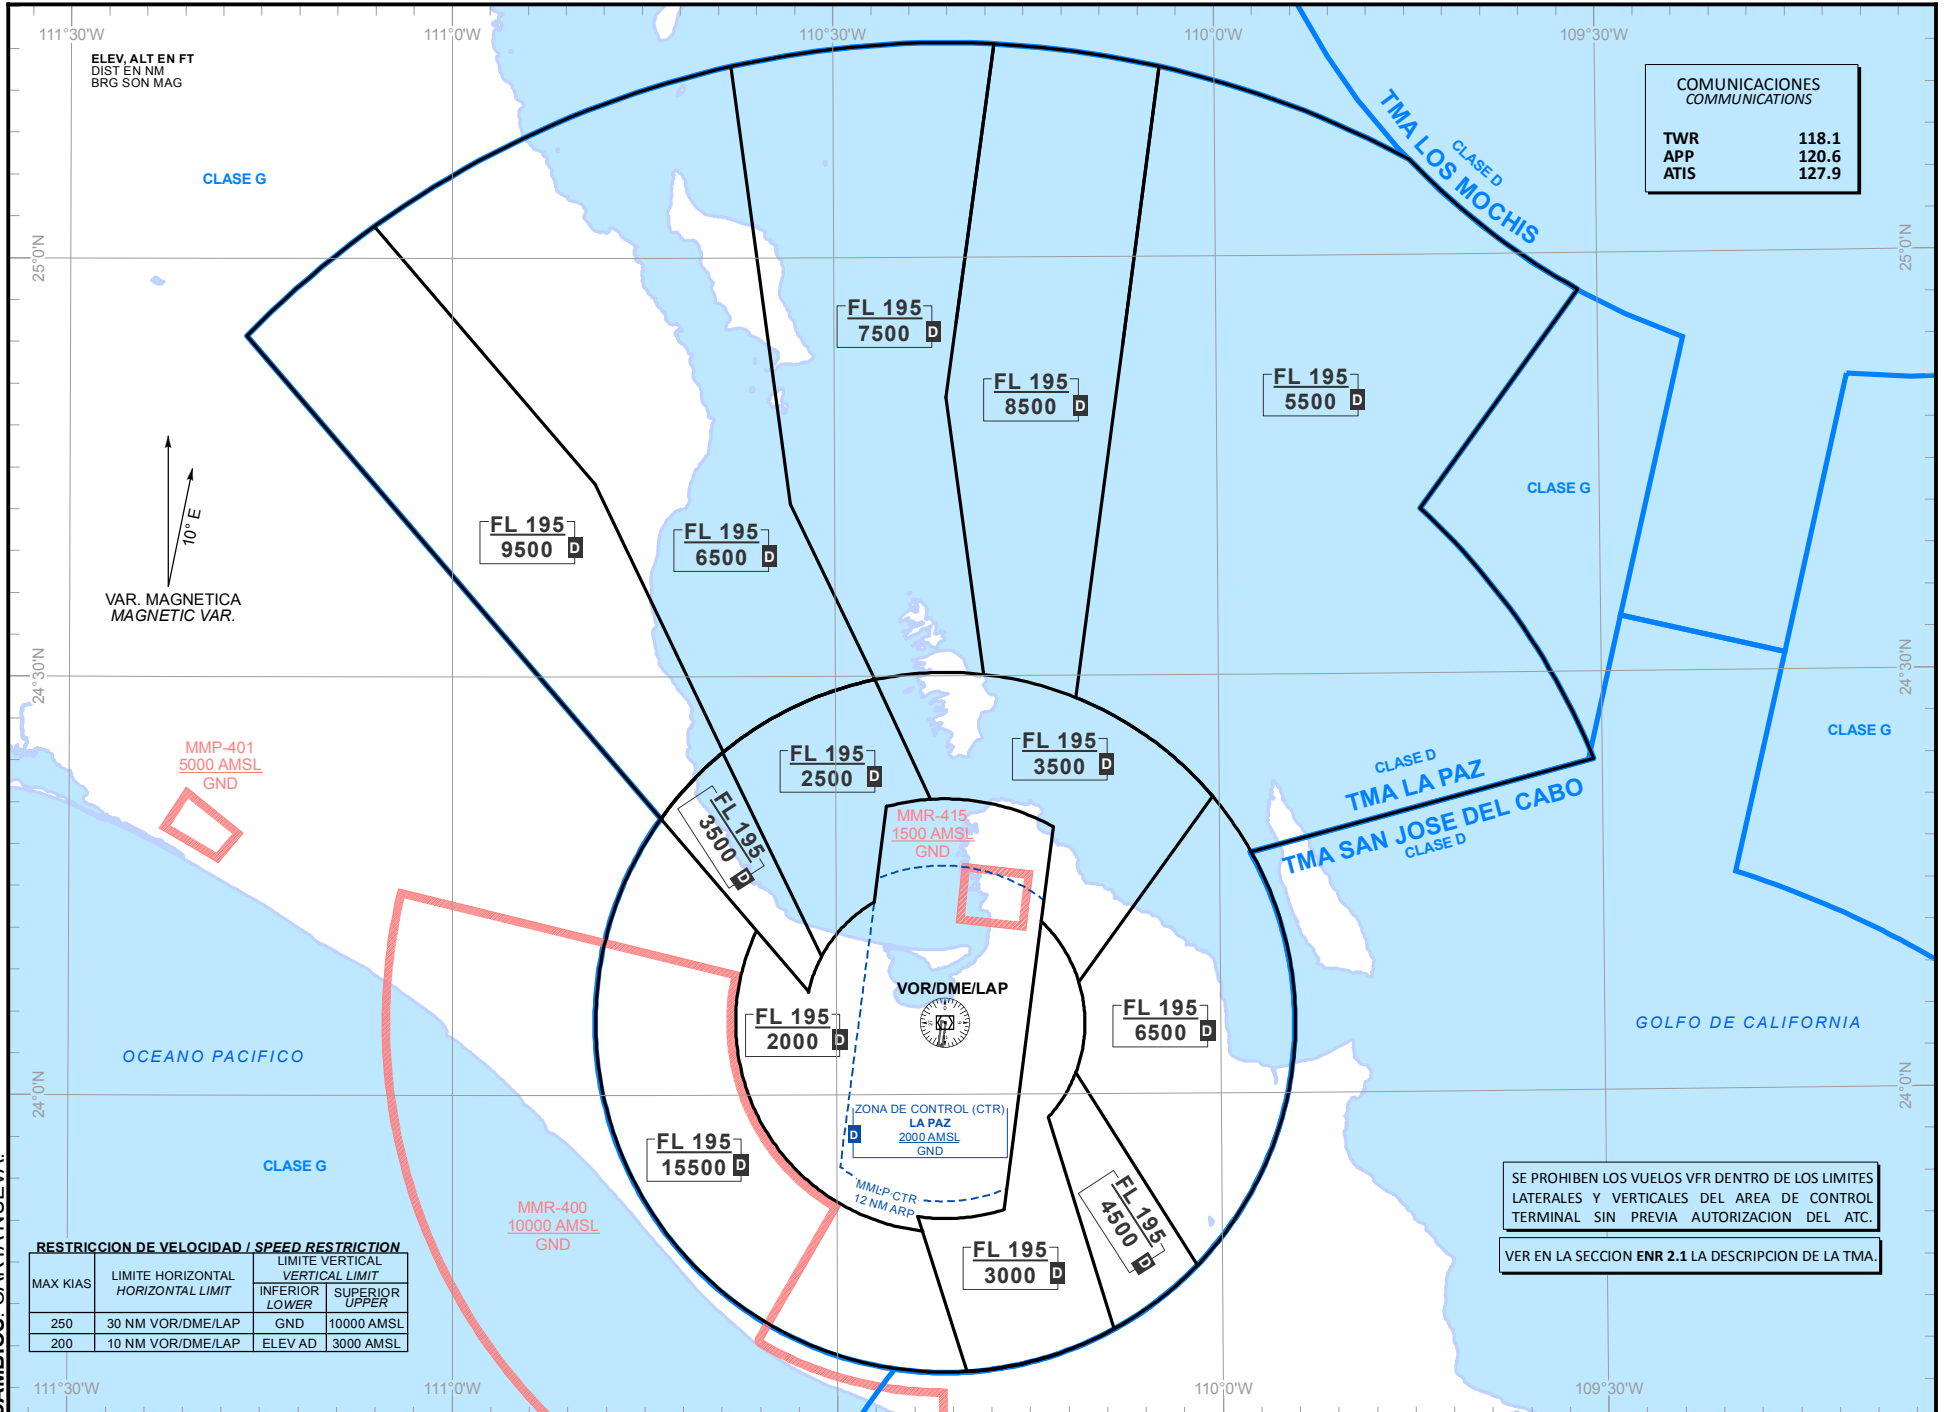 111°30'W
111°0'W
110°30'W
110°0'W
109°30'W
ELEV, ALT EN FT
DIST EN NM
BRG SON MAG
COMUNICACIONES
COMMUNICATIONS
TWR 118.1
APP 120.6
ATIS 127.9
CLASE G
TMA LOS MOCHIS
CLASE D
25°0'N
25°0'N
FL 195
7500
D
FL 195
8500
D
FL 195
5500
D
CLASE G
FL 195
9500
D
FL 195
6500
D
10° E
VAR. MAGNETICA
MAGNETIC VAR.
24°30'N
24°30'N
CLASE G
MMP-401
5000 AMSL
GND
FL 195
2500
D
FL 195
3500
D
CLASE D
TMA LA PAZ
TMA SAN JOSE DEL CABO
CLASE D
FL 195
3500
D
MMR-415
1500 AMSL
GND
VOR/DME/LAP
FL 195
2000
D
FL 195
6500
D
GOLFO DE CALIFORNIA
OCEANO PACIFICO
24°0'N
24°0'N
ZONA DE CONTROL (CTR)
LA PAZ
2000 AMSL
GND
D
MMLP CTR
12 NM ARP
FL 195
15500
D
CLASE G
MMR-400
10000 AMSL
GND
FL 195
4500
D
FL 195
3000
D
SE PROHIBEN LOS VUELOS VFR DENTRO DE LOS LIMITES
LATERALES Y VERTICALES DEL AREA DE CONTROL
TERMINAL SIN PREVIA AUTORIZACION DEL ATC.
VER EN LA SECCION ENR 2.1 LA DESCRIPCION DE LA TMA.
RESTRICCION DE VELOCIDAD / SPEED RESTRICTION
MAX KIAS
LIMITE HORIZONTAL
HORIZONTAL LIMIT
LIMITE VERTICAL
VERTICAL LIMIT
INFERIOR
LOWER
SUPERIOR
UPPER
250 30 NM VOR/DME/LAP GND 10000 AMSL
200 10 NM VOR/DME/LAP ELEV AD 3000 AMSL
111°30'W
111°0'W
110°0'W
109°30'W